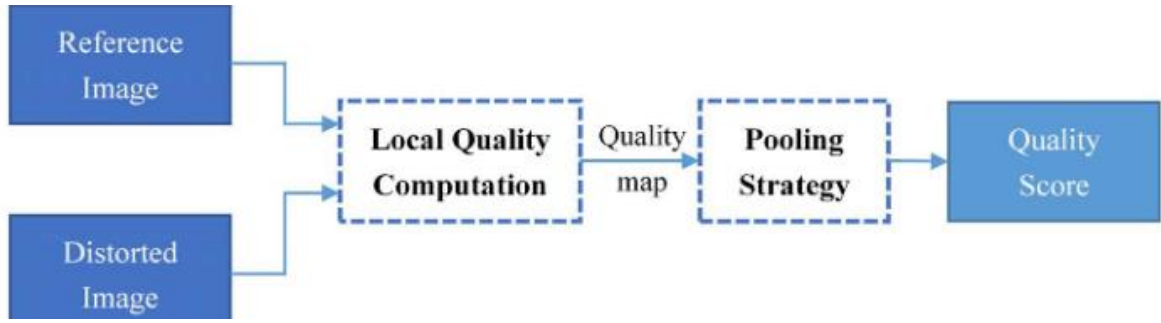 Reference
Image
Local Quality
Computation
Quality
map
Pooling
Strategy
Quality
Score
Distorted
Image